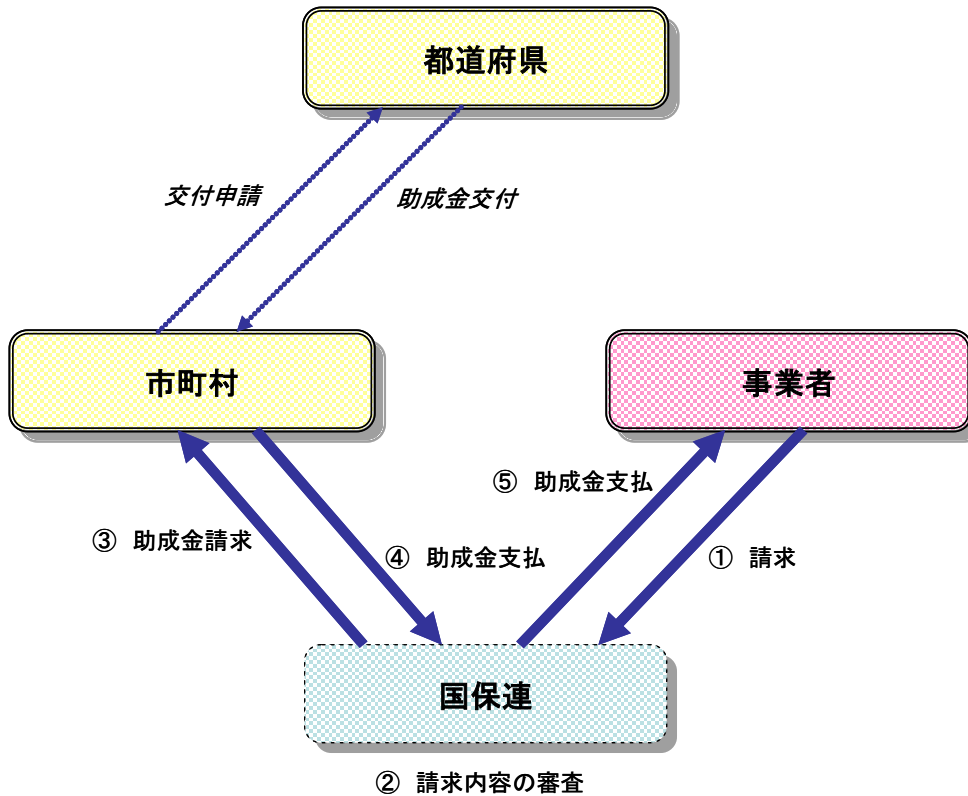 都道府県
交付申請
助成金交付
市町村
事業者
⑤ 助成金支払
③ 助成金請求
④ 助成金支払
① 請求
国保連
② 請求内容の審査